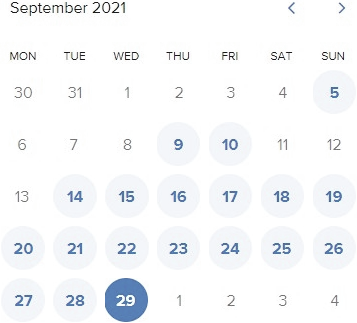 September 2021
MON TUE WED THU FRI SAT SUN
30 31 1 2 3 4 5
6 7 8 9 10 11 12
13 14 15 16 17 18 19
20 21 22 23 24 25 26
27 28 29 1 2 3 4